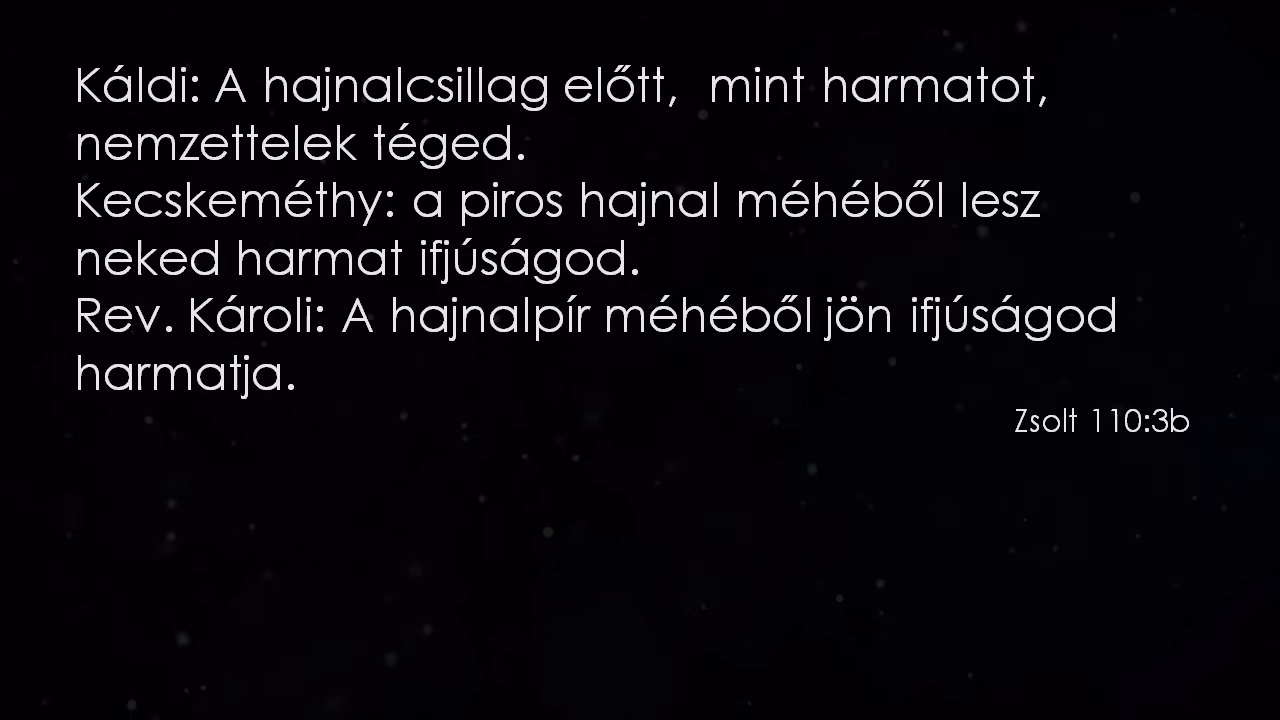 Káldi: A hajnalcsillag előtt,  mint harmatot,
nemzettelek téged.
Kecskeméthy: a piros hajnal méhéből lesz
neked harmat ifjúságod.
Rev. Károli: A hajnalpír méhéből jön ifjúságod
harmatja.
Zsolt 110:3b